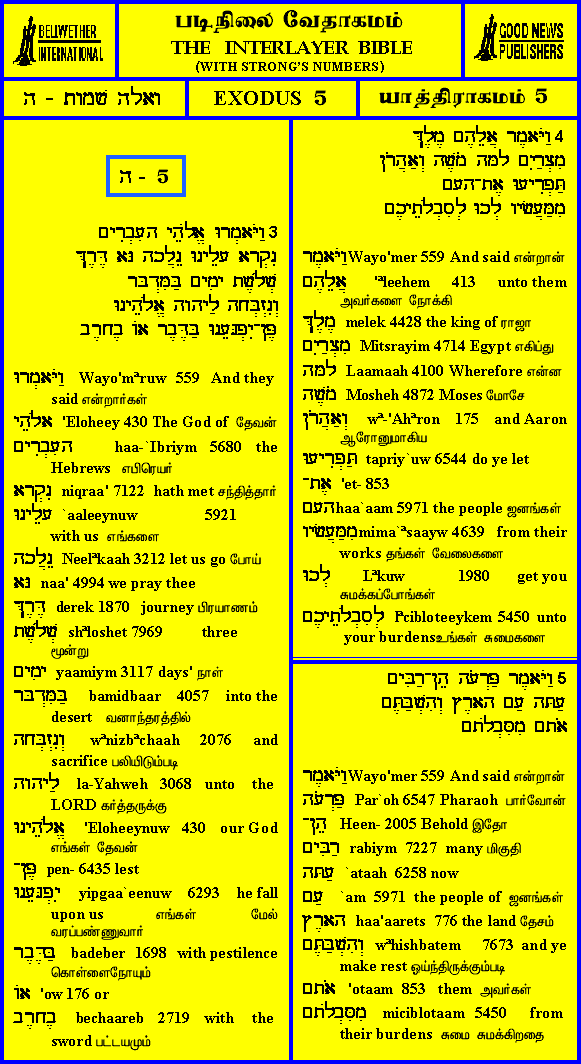 BELLWETHER
INTERNATIONAL
படிநிலை வேதாகமம்
THE INTERLAYER BIBLE
(WITH STRONG'S NUMBERS)
GOOD NEWS
PUBLISHERS
ואלה שמות - ה
EXODUS 5
யாத்திராகமம் 5
ה - 5
3 וַיֹּאמְרוּ אֱלֹהֵי הָעִבְרִים
נִקְרָא עָלֵינוּ נֵלֲכָה נָּא דֶּרֶךְ
שְׁלֹשֶׁת יָמִים בַּמִּדְבָּר
וְנִזְבְּחָה לַיהוָה אֱלֹהֵינוּ
פֶּן־יִפְגָּעֵנוּ בַּדֶּבֶר אוֹ בֶחָרֶב
וַיֹּאמְרוּ Wayo'mªruw 559 And they
said என்றார்கள்
אֱלֹהֵי 'Eloheey 430 The God of தேவன்
הָעִבְרִים haa-`Ibriym 5680 the
Hebrews எபிரெயர்
נִקְרָא niqraa' 7122 hath met சந்தித்தார்
עָלֵינוּ `aaleeynuw 5921
with us எங்களை
נֵלֲכָה Neelªkaah 3212 let us go போய்
נָּא naa' 4994 we pray thee
דֶּרֶךְ derek 1870 journey பிரயாணம்
שְׁלֹשֶׁת shªloshet 7969 three
மூன்று
יָמִים yaamiym 3117 days' நாள்
בַּמִּדְבָּר bamidbaar 4057 into the
desert வனாந்தரத்தில்
וְנִזְבְּחָה wªnizbªchaah 2076 and
sacrifice பலியிடும்படி
לַיהוָה la-Yahweh 3068 unto the
LORD கர்த்தருக்கு
אֱלֹהֵינוּ 'Eloheeynuw 430 our God
எங்கள் தேவன்
פֶּן־ pen- 6435 lest
יִפְגָּעֵנוּ yipgaa`eenuw 6293 he fall
upon us எங்கள் மேல்
வரப்பண்ணுவார்
בַּדֶּבֶר badeber 1698 with pestilence
கொள்ளைநோயும்
אוֹ 'ow 176 or
בֶחָרֶב bechaareb 2719 with the
sword பட்டயமும்
4 וַיֹּאמֶר אֲלֵהֶם מֶלֶךְ
מִצְרַיִם לָמָּה מֹשֶׁה וְאַהֲרֹן
תַּפְרִיעוּ אֶת־הָעָם
מִמַּעֲשָׂיו לְכוּ לְסִבְלֹתֵיכֶם
וַיֹּאמֶר Wayo'mer 559 And said என்றான்
אֲלֵהֶם 'ªleehem 413 unto them
அவர்களை நோக்கி
מֶלֶךְ melek 4428 the king of ராஜா
מִצְרַיִם Mitsrayim 4714 Egypt எகிப்து
לָמָּה Laamaah 4100 Wherefore என்ன
מֹשֶׁה Mosheh 4872 Moses மோசே
וְאַהֲרֹן wª-'Ahªron 175 and Aaron
ஆரோனுமாகிய
תַּפְרִיעוּ tapriy`uw 6544 do ye let
אֶת־ 'et- 853
הָעָם haa`aam 5971 the people ஜனங்கள்
מִמַּעֲשָׂיו mima`ªsaayw 4639 from their
works தங்கள் வேலைகளை
לְכוּ Lªkuw 1980 get you
சுமக்கப்போங்கள்
לְסִבְלֹתֵיכֶם lªcibloteeykem 5450 unto
your burdens உங்கள் சுமைகளை
5 וַיֹּאמֶר פַּרְעֹה הֵן־רַבִּים
עַתָּה עַם הָאָרֶץ וְהִשְׁבַּתֶּם
אֹתָם מִסִּבְלֹתָם
וַיֹּאמֶר Wayo'mer 559 And said என்றான்
פַּרְעֹה Par`oh 6547 Pharaoh பார்வோன்
הֵן־ Heen- 2005 Behold இதோ
רַבִּים rabiym 7227 many மிகுதி
עַתָּה `ataah 6258 now
עַם `am 5971 the people of ஜனங்கள்
הָאָרֶץ haa'aarets 776 the land தேசம்
וְהִשְׁבַּתֶּם wªhishbatem 7673 and ye
make rest ஓய்ந்திருக்கும்படி
אֹתָם 'otaam 853 them அவர்கள்
מִסִּבְלֹתָם miciblotaam 5450 from
their burdens சுமை சுமக்கிறதை